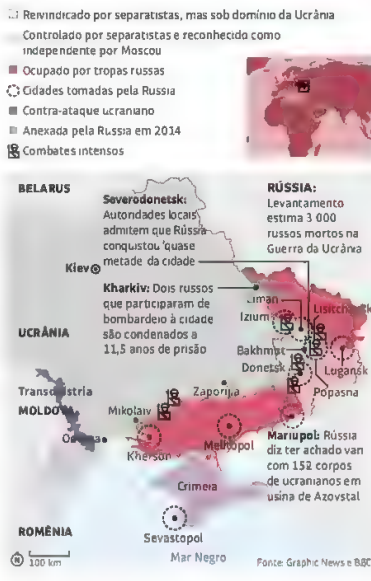 Reivindicado por separatistas, mas sob domínio da Ucrânia
Controlado por separatistas e reconhecido como
independente por Moscou
Ocupado por tropas russas
Cidades tomadas pela Rússia
Contra-ataque ucraniano
Anexada pela Rússia em 2014
Combates intensos
BELARUS
Severodonetsk:
Autoridades locais
admitem que Rússia
conquistou 'quase
metade da cidade
RÚSSIA:
Levantamento
estima 3 000
russos mortos na
Guerra da Ucrânia
Kiev
Kharkiv: Dois russos
que participaram de
bombardeio à cidade
são condenados a
11,5 anos de prisão
Liman
Lisitchansk
Izium
UCRÂNIA
Bakhmut
Donetsk
Lugansk
Popasna
Transdnístria
MOLDOVA
Zaporíjia
Mikolaiv
Odessa
Kherson
Melitopol
Mariupol: Rússia
diz ter achado van
com 152 corpos
de ucranianos em
usina de Azovstal
Crimeia
ROMÊNIA
Sevastopol
N 100 km
Mar Negro
Fonte: Graphic News e BBC